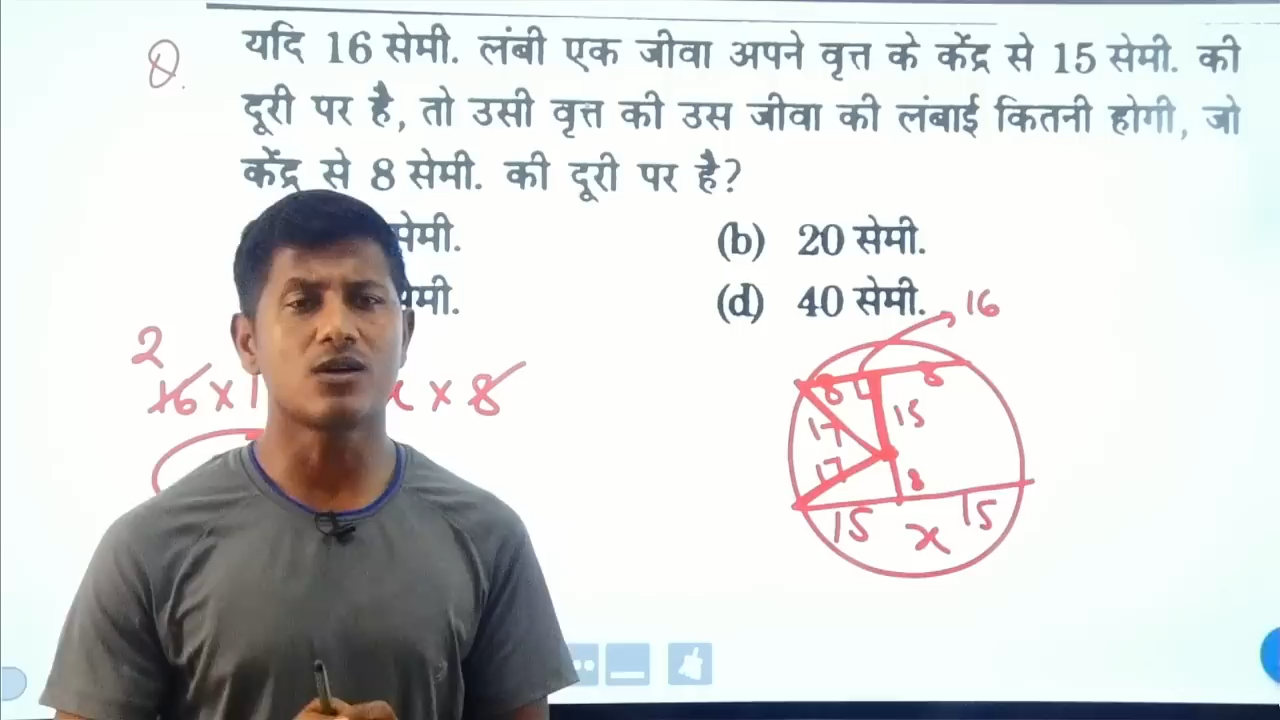 Q. यदि 16 सेमी. लंबी एक जीवा अपने वृत्त के केंद्र से 15 सेमी. की
दूरी पर है, तो उसी वृत्त की उस जीवा की लंबाई कितनी होगी, जो
केंद्र से 8 सेमी. की दूरी पर है?
सेमी. (b) 20 सेमी.
सेमी. (d) 40 सेमी.
16
2
16 × 1 × 8
8 8
17 15
17 8
15 x 15